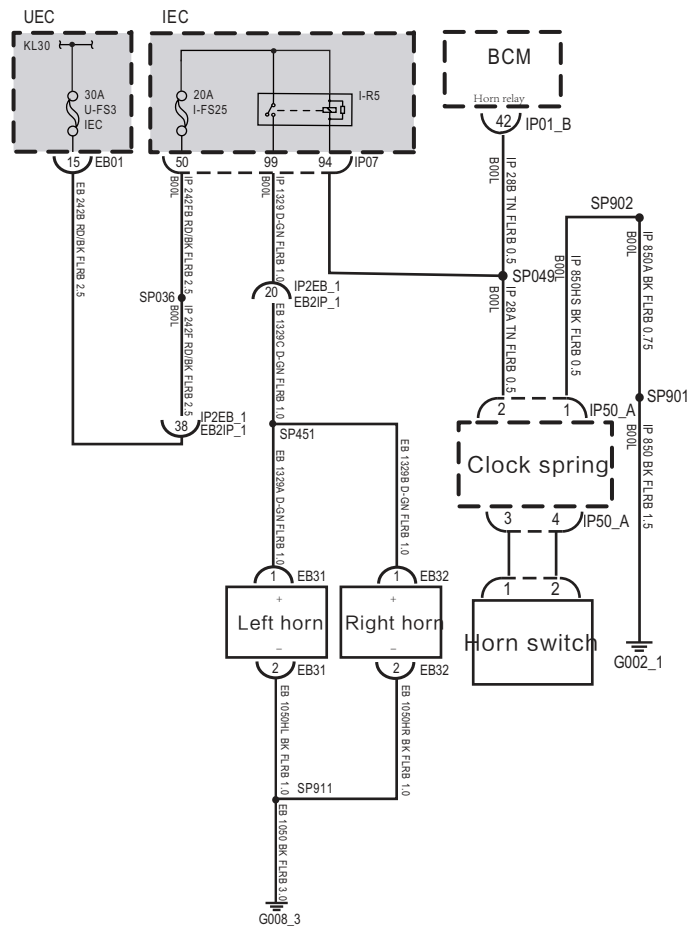 UEC
IEC
KL30
30A
U-FS3
IEC
20A
I-FS25
I-R5
BCM
Horn relay
42
IP01_B
15
EB01
50
99
94
IP07
EB 242B RD/BK FLRB 2.5
IP 242FB RD/BK FLRB 2.5
B00L
IP 1329 D-GN FLRB 1.0
B00L
IP 28B TN FLRB 0.5
B00L
SP902
IP 850A BK FLRB 0.75
B00L
SP036
IP 242F RD/BK FLRB 2.5
B00L
20
IP2EB_1
EB2IP_1
SP049
IP 28A TN FLRB 0.5
B00L
IP 850HS BK FLRB 0.5
B00L
EB 1329C D-GN FLRB 1.0
38
IP2EB_1
EB2IP_1
SP451
2
1
IP50_A
SP901
IP 850 BK FLRB 1.5
B00L
Clock spring
EB 1329A D-GN FLRB 1.0
EB 1329B D-GN FLRB 1.0
3
4
IP50_A
1
EB31
1
EB32
1
2
+
Left horn
−
+
Right horn
−
Horn switch
G002_1
2
EB31
2
EB32
EB 1050HL BK FLRB 1.0
EB 1050HR BK FLRB 1.0
SP911
EB 1050 BK FLRB 3.0
G008_3